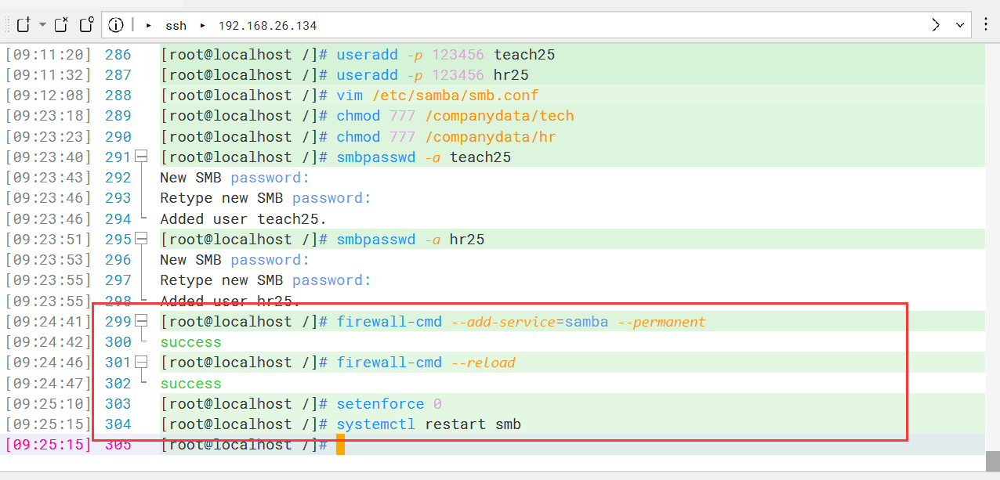 ssh 192.168.26.134
[09:11:20] 286 [root@localhost /]# useradd -p 123456 teach25
[09:11:32] 287 [root@localhost /]# useradd -p 123456 hr25
[09:12:08] 288 [root@localhost /]# vim /etc/samba/smb.conf
[09:23:18] 289 [root@localhost /]# chmod 777 /companydata/tech
[09:23:23] 290 [root@localhost /]# chmod 777 /companydata/hr
[09:23:40] 291 [root@localhost /]# smbpasswd -a teach25
[09:23:43] 292 New SMB password:
[09:23:46] 293 Retype new SMB password:
[09:23:46] 294 Added user teach25.
[09:23:51] 295 [root@localhost /]# smbpasswd -a hr25
[09:23:53] 296 New SMB password:
[09:23:55] 297 Retype new SMB password:
[09:23:55] 298 Added user hr25.
[09:24:41] 299 [root@localhost /]# firewall-cmd --add-service=samba --permanent
[09:24:42] 300 success
[09:24:46] 301 [root@localhost /]# firewall-cmd --reload
[09:24:47] 302 success
[09:25:10] 303 [root@localhost /]# setenforce 0
[09:25:15] 304 [root@localhost /]# systemctl restart smb
[09:25:15] 305 [root@localhost /]#